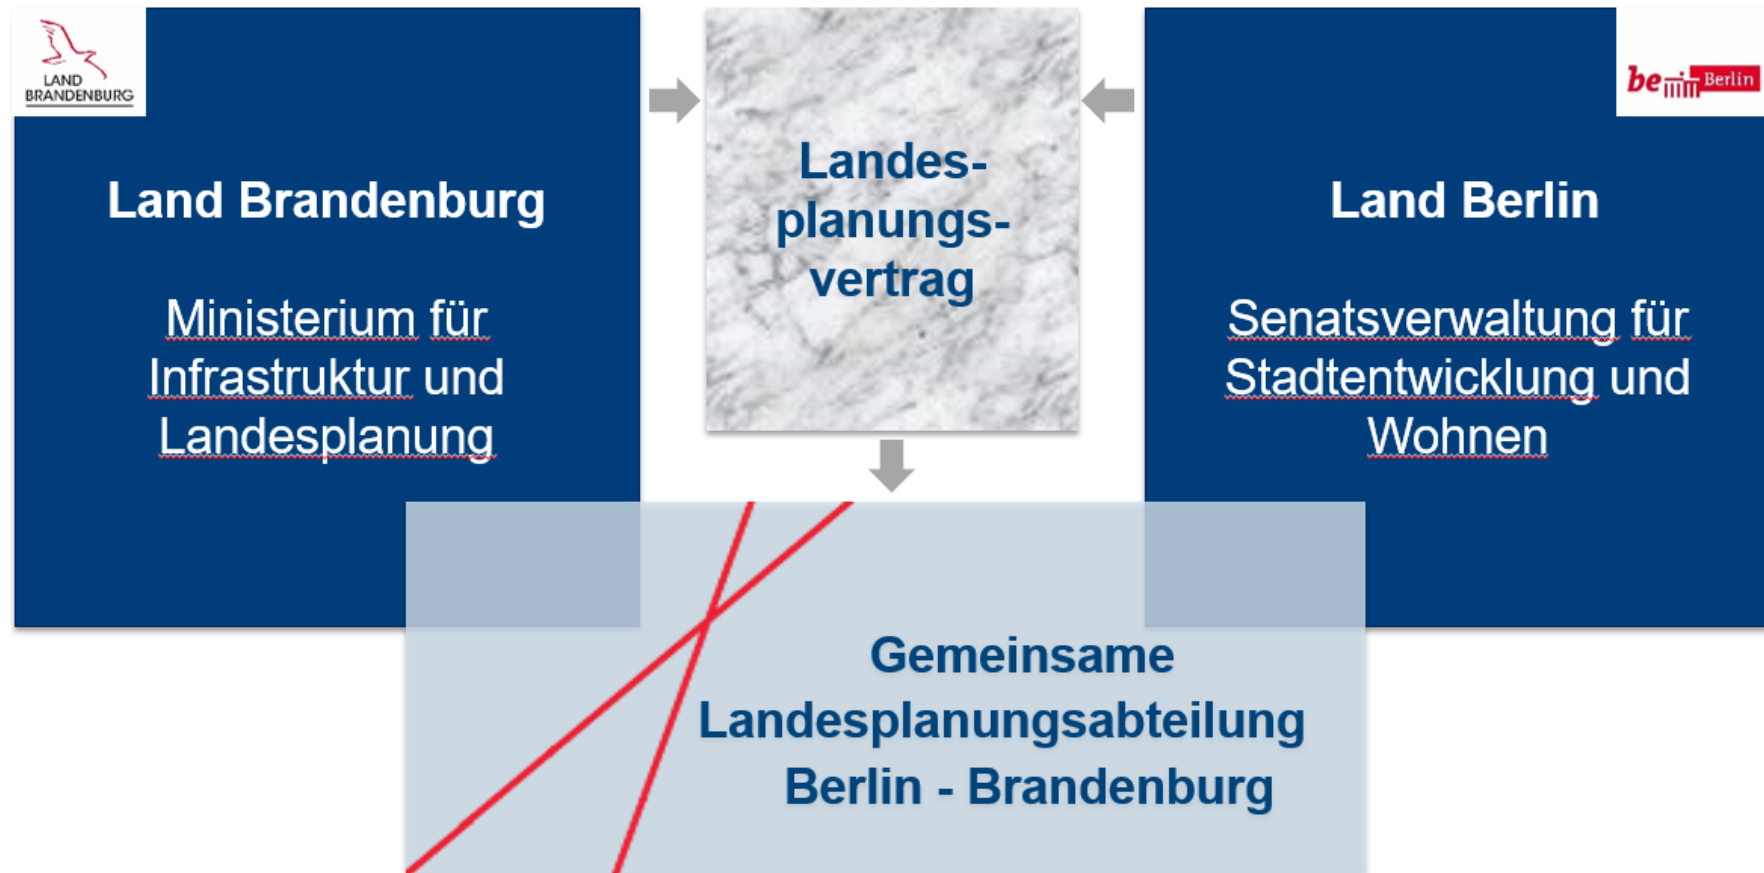 LAND
BRANDENBURG
Land Brandenburg
Ministerium für
Infrastruktur und
Landesplanung
Landes-
planungs-
vertrag
be Berlin
Land Berlin
Senatsverwaltung für
Stadtentwicklung und
Wohnen
Gemeinsame
Landesplanungsabteilung
Berlin - Brandenburg